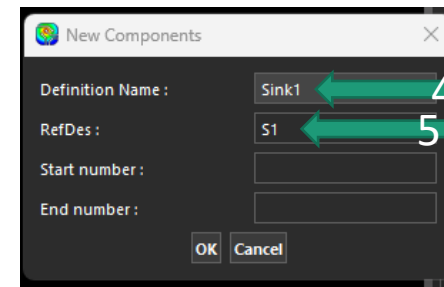 New Components
Definition Name : Sink1 4
RefDes : S1 5
Start number :
End number :
OK Cancel